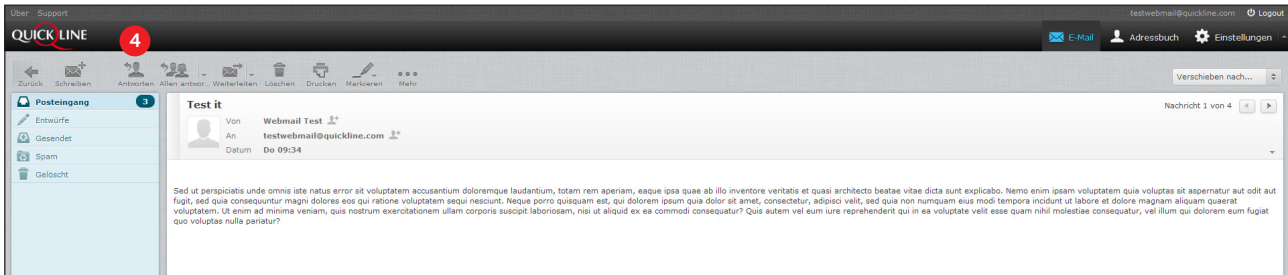 Über Support testwebmail@quickline.com Logout
QUICKLINE 4 E-Mail Adressbuch Einstellungen
Zurück Schreiben Antworten Allen antwor... Weiterleiten Löschen Drucken Markieren Mehr Verschieben nach...
Posteingang 3
Entwürfe
Gesendet
Spam
Gelöscht
Test it Nachricht 1 von 4
Von Webmail Test
An testwebmail@quickline.com
Datum Do 09:34
Sed ut perspiciatis unde omnis iste natus error sit voluptatem accusantium doloremque laudantium, totam rem aperiam, eaque ipsa quae ab illo inventore veritatis et quasi architecto beatae vitae dicta sunt explicabo. Nemo enim ipsam voluptatem quia voluptas sit aspernatur aut odit aut
fugit, sed quia consequuntur magni dolores eos qui ratione voluptatem sequi nesciunt. Neque porro quisquam est, qui dolorem ipsum quia dolor sit amet, consectetur, adipisci velit, sed quia non numquam eius modi tempora incidunt ut labore et dolore magnam aliquam quaerat
voluptatem. Ut enim ad minima veniam, quis nostrum exercitationem ullam corporis suscipit laboriosam, nisi ut aliquid ex ea commodi consequatur? Quis autem vel eum iure reprehenderit qui in ea voluptate velit esse quam nihil molestiae consequatur, vel illum qui dolorem eum fugiat
quo voluptas nulla pariatur?